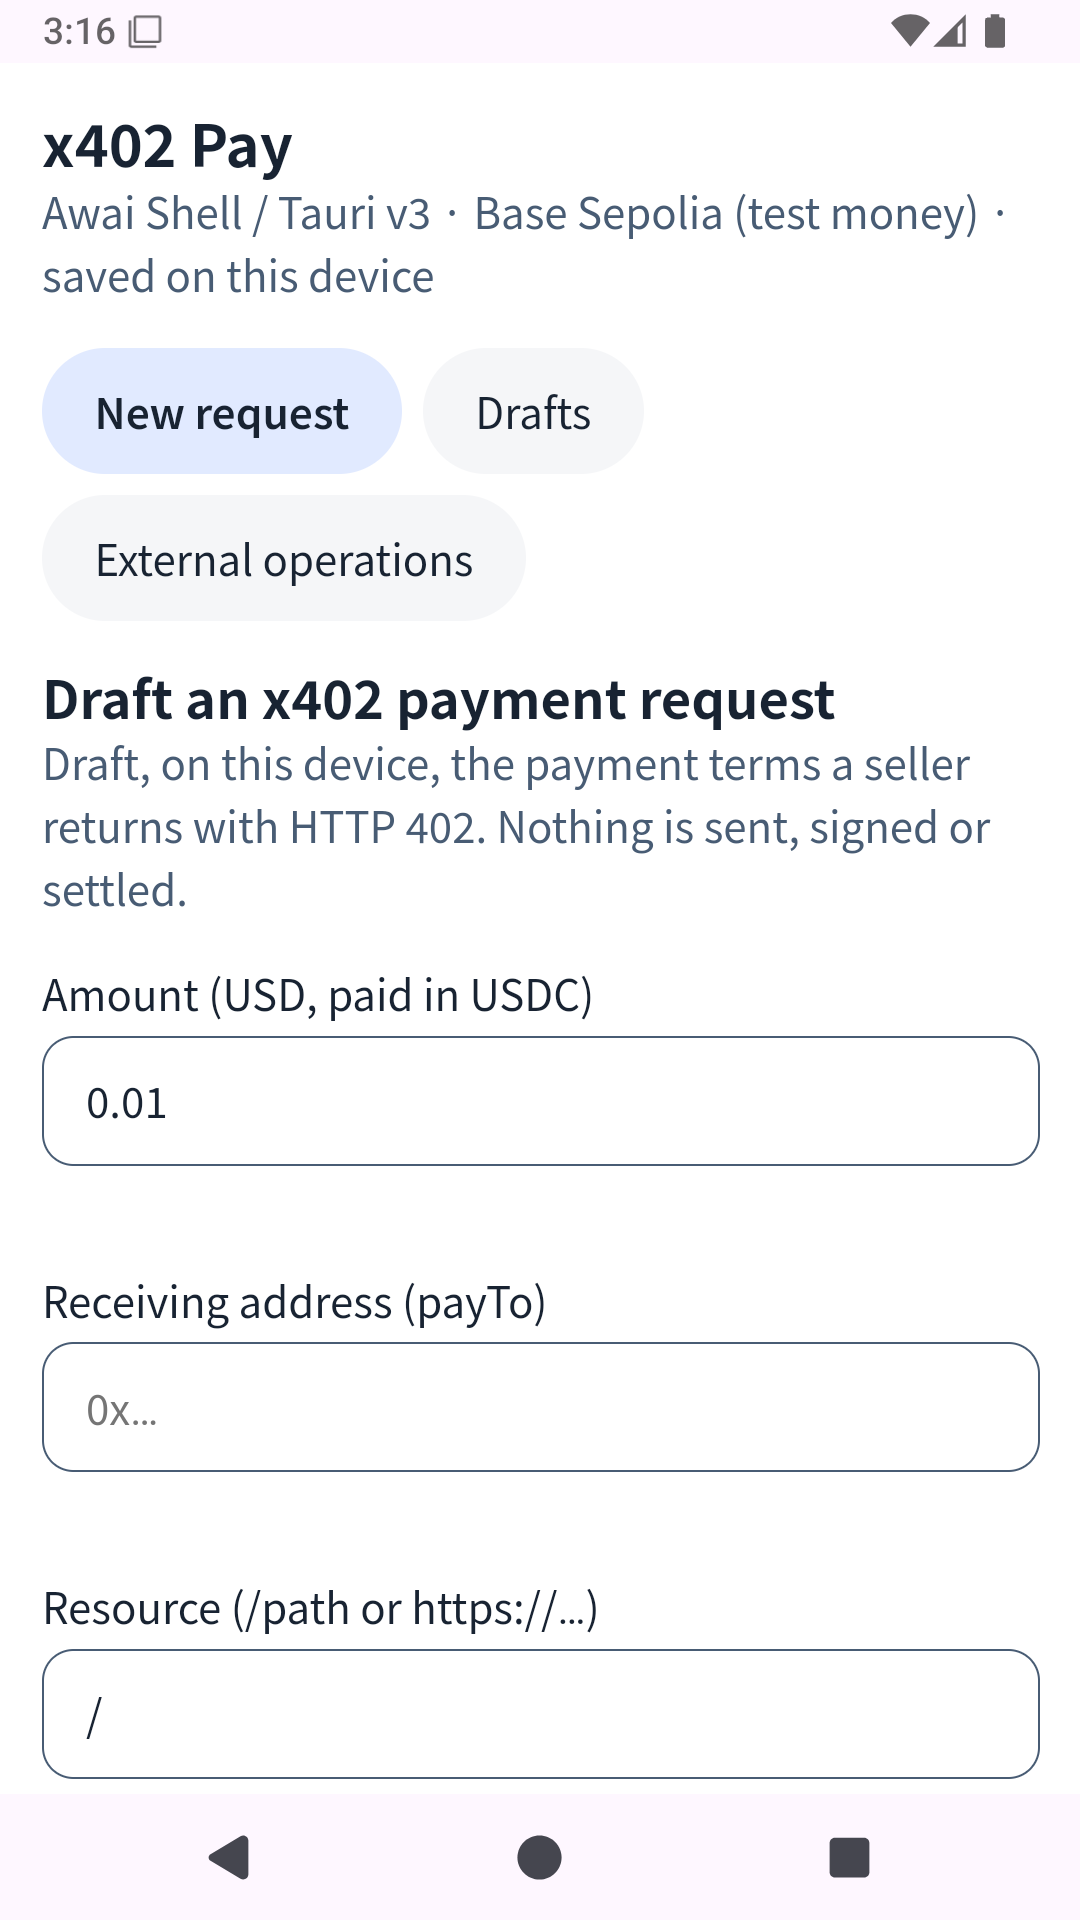 3:16
x402 Pay
Awai Shell / Tauri v3 · Base Sepolia (test money) ·
saved on this device
New request
Drafts
External operations
Draft an x402 payment request
Draft, on this device, the payment terms a seller
returns with HTTP 402. Nothing is sent, signed or
settled.
Amount (USD, paid in USDC)
0.01
Receiving address (payTo)
0x...
Resource (/path or https://...)
/